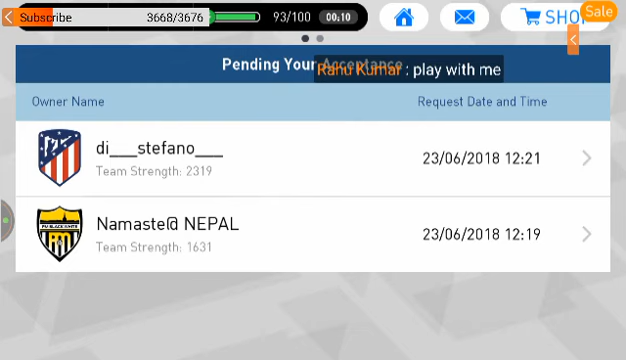 Subscribe 3668/3676 93/100 00:10 SHOP Sale
Pending Your Acceptance
Ranu Kumar : play with me
Owner Name Request Date and Time
di___stefano___ 23/06/2018 12:21
Team Strength: 2319
Namaste@ NEPAL 23/06/2018 12:19
Team Strength: 1631